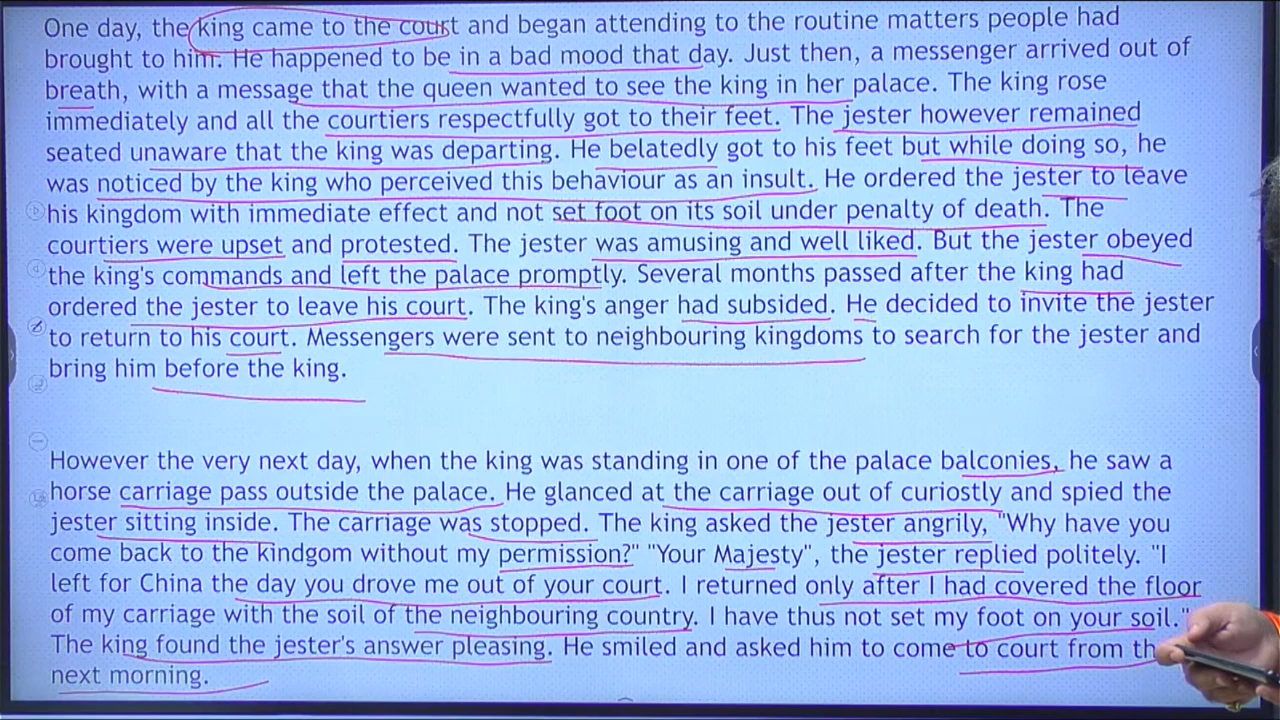 One day, the king came to the court and began attending to the routine matters people had
brought to him. He happened to be in a bad mood that day. Just then, a messenger arrived out of
breath, with a message that the queen wanted to see the king in her palace. The king rose
immediately and all the courtiers respectfully got to their feet. The jester however remained
seated unaware that the king was departing. He belatedly got to his feet but while doing so, he
was noticed by the king who perceived this behaviour as an insult. He ordered the jester to leave
his kingdom with immediate effect and not set foot on its soil under penalty of death. The
courtiers were upset and protested. The jester was amusing and well liked. But the jester obeyed
the king's commands and left the palace promptly. Several months passed after the king had
ordered the jester to leave his court. The king's anger had subsided. He decided to invite the jester
to return to his court. Messengers were sent to neighbouring kingdoms to search for the jester and
bring him before the king.
However the very next day, when the king was standing in one of the palace balconies, he saw a
horse carriage pass outside the palace. He glanced at the carriage out of curiostly and spied the
jester sitting inside. The carriage was stopped. The king asked the jester angrily, "Why have you
come back to the kindgom without my permission?" "Your Majesty", the jester replied politely. "I
left for China the day you drove me out of your court. I returned only after I had covered the floor
of my carriage with the soil of the neighbouring country. I have thus not set my foot on your soil."
The king found the jester's answer pleasing. He smiled and asked him to come to court from th
next morning.